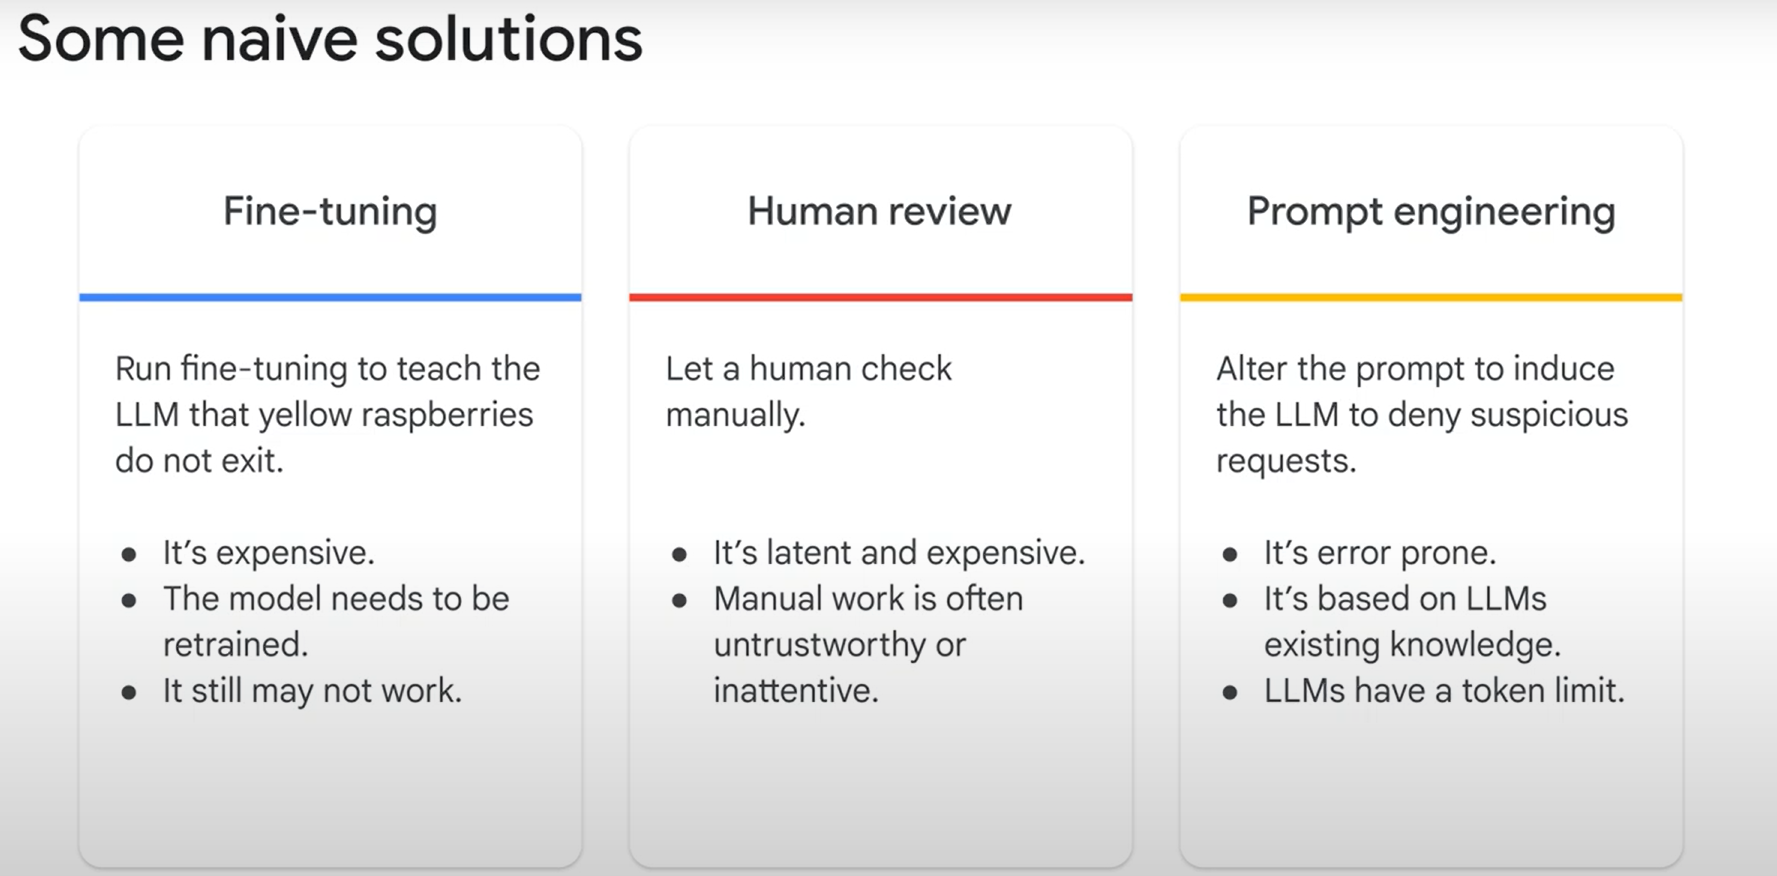 Some naive solutions
Fine-tuning
Run fine-tuning to teach the
LLM that yellow raspberries
do not exit.
● It's expensive.
● The model needs to be
retrained.
● It still may not work.
Human review
Let a human check
manually.
● It's latent and expensive.
● Manual work is often
untrustworthy or
inattentive.
Prompt engineering
Alter the prompt to induce
the LLM to deny suspicious
requests.
● It's error prone.
● It's based on LLMs
existing knowledge.
● LLMs have a token limit.